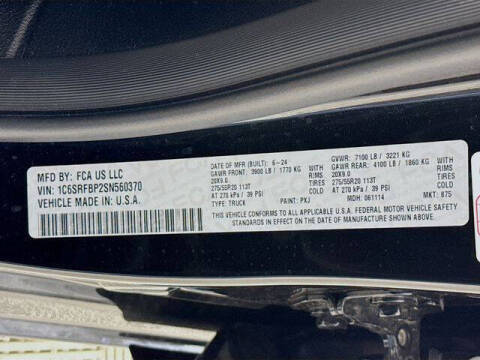 MFD BY: FCA US LLC
VIN: 1C6SRFBP2SN560370
VEHICLE MADE IN U.S.A.
DATE OF MFR (BUILT): 6-24
GAWR FRONT: 3900 LB / 1770 KG
WITH
20X9.0 RIMS
275/55R20 113T TIRES
AT 270 kPa / 39 PSI COLD
TYPE: TRUCK PAINT: PXJ
GVWR: 7100 LB / 3221 KG
GAWR REAR: 4100 LB / 1860 KG
WITH
20X9.0 RIMS
275/55R20 113T TIRES
AT 270 kPa / 39 PSI COLD
MDH: 061114 MKT: 875
THIS VEHICLE CONFORMS TO ALL APPLICABLE U.S.A. FEDERAL MOTOR VEHICLE SAFETY
STANDARDS IN EFFECT ON THE DATE OF MANUFACTURE SHOWN ABOVE.